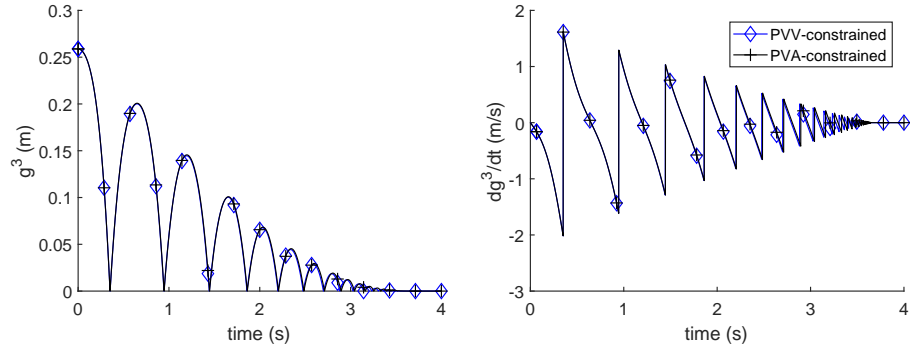 0.3
0.25
0.2
0.15
0.1
0.05
0
g³ (m)
0 1 2 3 4
time (s)
2
1
0
-1
-2
-3
dg³/dt (m/s)
0 1 2 3 4
time (s)
PVV-constrained
PVA-constrained